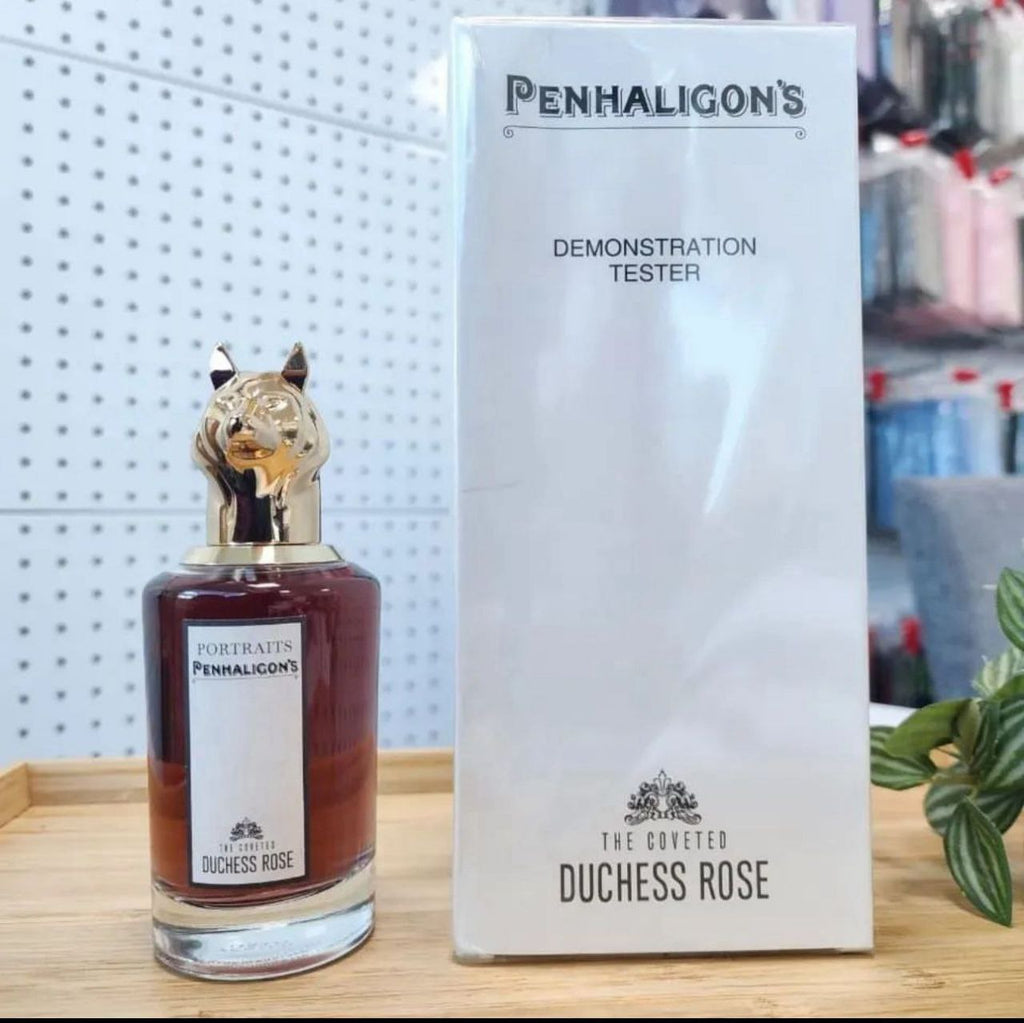 PENHALIGON'S
DEMONSTRATION
TESTER
THE COVETED
DUCHESS ROSE
PORTRAITS
PENHALIGON'S
THE COVETED
DUCHESS ROSE